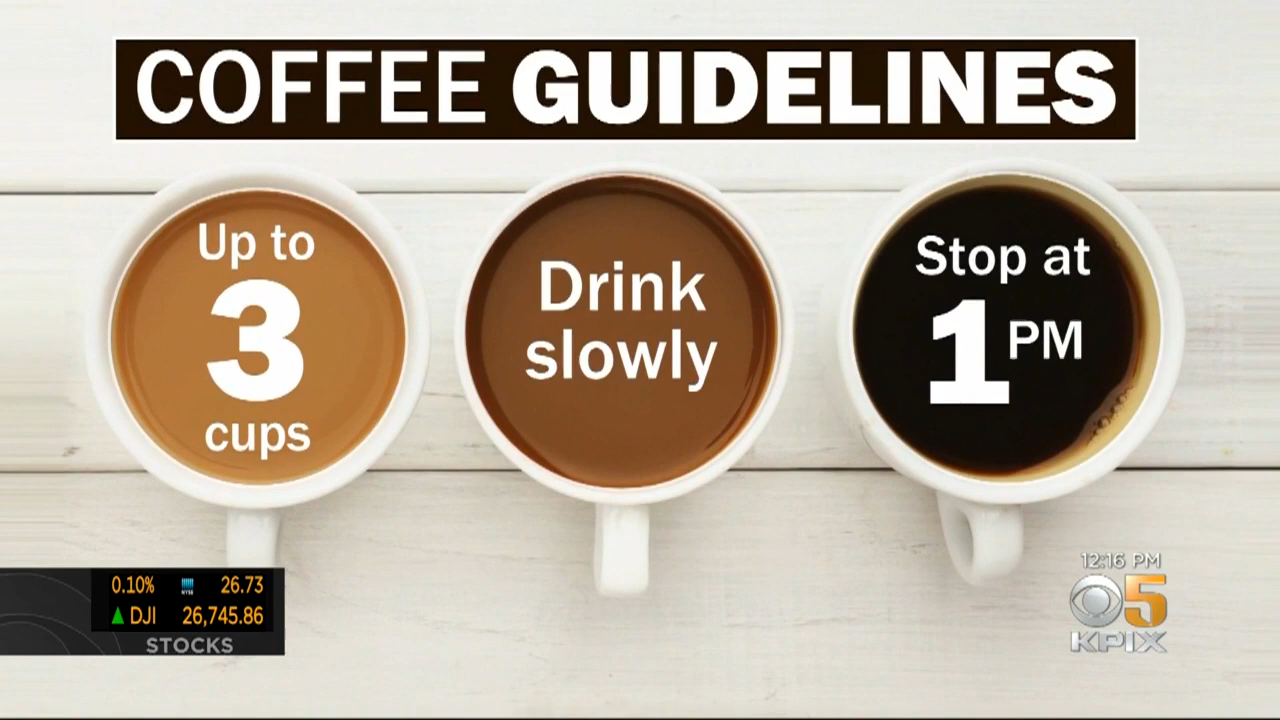 COFFEE GUIDELINES
Up to
3
cups
Drink
slowly
Stop at
1 PM
0.10% NYSE 26.73
DJI 26,745.86
STOCKS
12:16 PM
5
KPIX